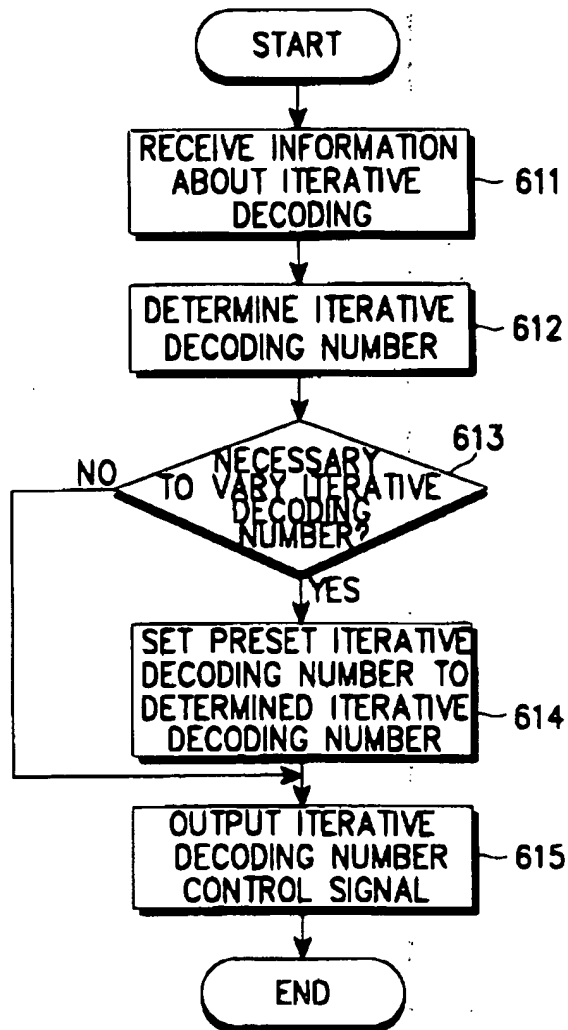 START
RECEIVE INFORMATION
ABOUT ITERATIVE
DECODING
611
DETERMINE ITERATIVE
DECODING NUMBER
612
613
NO
NECESSARY
TO VARY ITERATIVE
DECODING
NUMBER?
YES
SET PRESET ITERATIVE
DECODING NUMBER TO
DETERMINED ITERATIVE
DECODING NUMBER
614
OUTPUT ITERATIVE
DECODING NUMBER
CONTROL SIGNAL
615
END